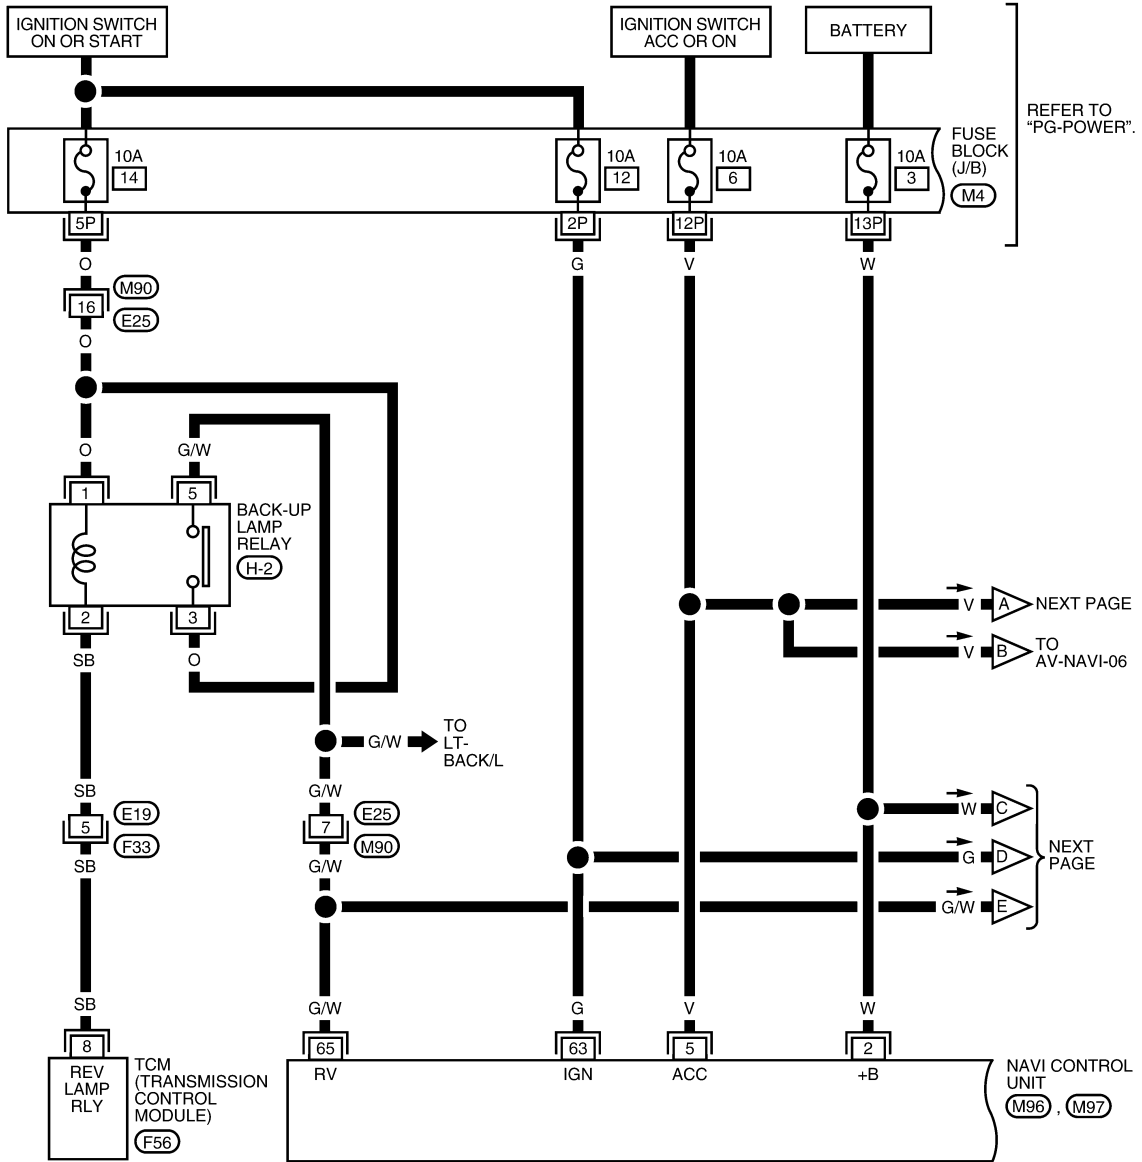 IGNITION SWITCH
ON OR START
IGNITION SWITCH
ACC OR ON
BATTERY
REFER TO
“PG-POWER”.
10A
14
10A
12
10A
6
10A
3
FUSE
BLOCK
(J/B)
M4
5P
2P
12P
13P
O
G
V
W
16
M90
E25
O
O
G/W
1
5
BACK-UP
LAMP
RELAY
H-2
2
3
SB
O
V
A
NEXT PAGE
V
B
TO
AV-NAVI-06
G/W
TO
LT-
BACK/L
SB
G/W
5
E19
F33
7
E25
M90
SB
G/W
W
C
G
D
G/W
E
NEXT
PAGE
SB
G/W
G
V
W
8
65
63
5
2
REV
LAMP
RLY
TCM
(TRANSMISSION
CONTROL
MODULE)
F56
RV
IGN
ACC
+B
NAVI CONTROL
UNIT
M96 , M97